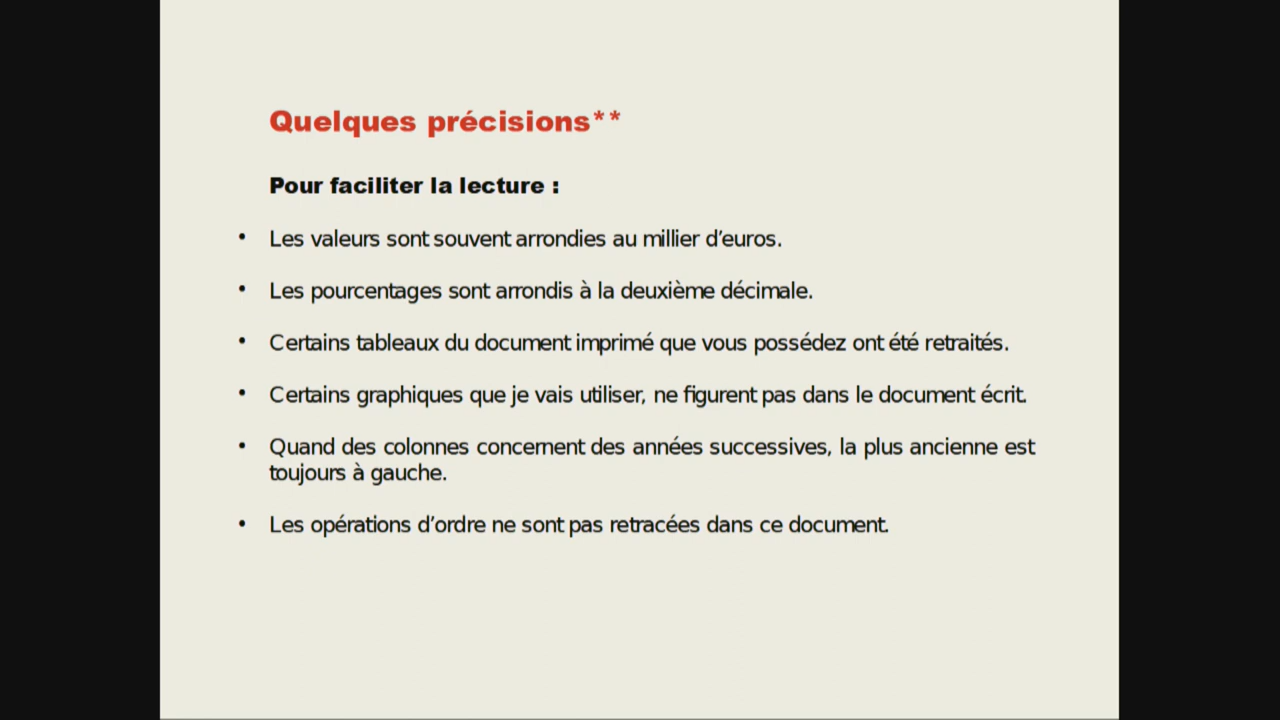 Quelques précisions**
Pour faciliter la lecture :
• Les valeurs sont souvent arrondies au millier d’euros.
• Les pourcentages sont arrondis à la deuxième décimale.
• Certains tableaux du document imprimé que vous possédez ont été retraités.
• Certains graphiques que je vais utiliser, ne figurent pas dans le document écrit.
• Quand des colonnes concernent des années successives, la plus ancienne est
toujours à gauche.
• Les opérations d’ordre ne sont pas retracées dans ce document.